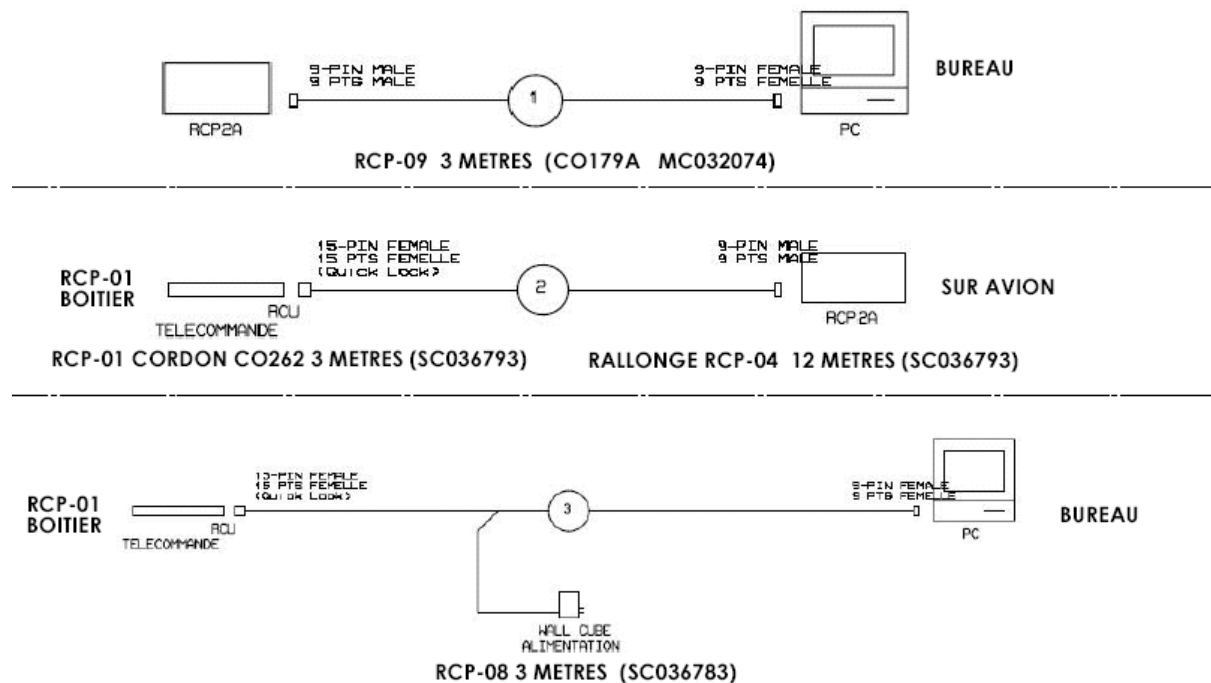 9-PIN MALE
9 PTS MALE
9-PIN FEMALE
9 PTS FEMELLE
BUREAU
1
RCP2A
PC
RCP-09 3 METRES (CO179A MC032074)
15-PIN FEMALE
15 PTS FEMELLE
(Quick Lock)
9-PIN MALE
9 PTS MALE
RCP-01
BOITIER
2
SUR AVION
RCU
RCP2A
TELECOMMANDE
RCP-01 CORDON CO262 3 METRES (SC036793)
RALLONGE RCP-04 12 METRES (SC036793)
15-PIN FEMALE
15 PTS FEMELLE
(Quick Lock)
9-PIN FEMALE
9 PTS FEMELLE
RCP-01
BOITIER
3
BUREAU
RCU
PC
TELECOMMANDE
WALL CUBE
ALIMENTATION
RCP-08 3 METRES (SC036783)